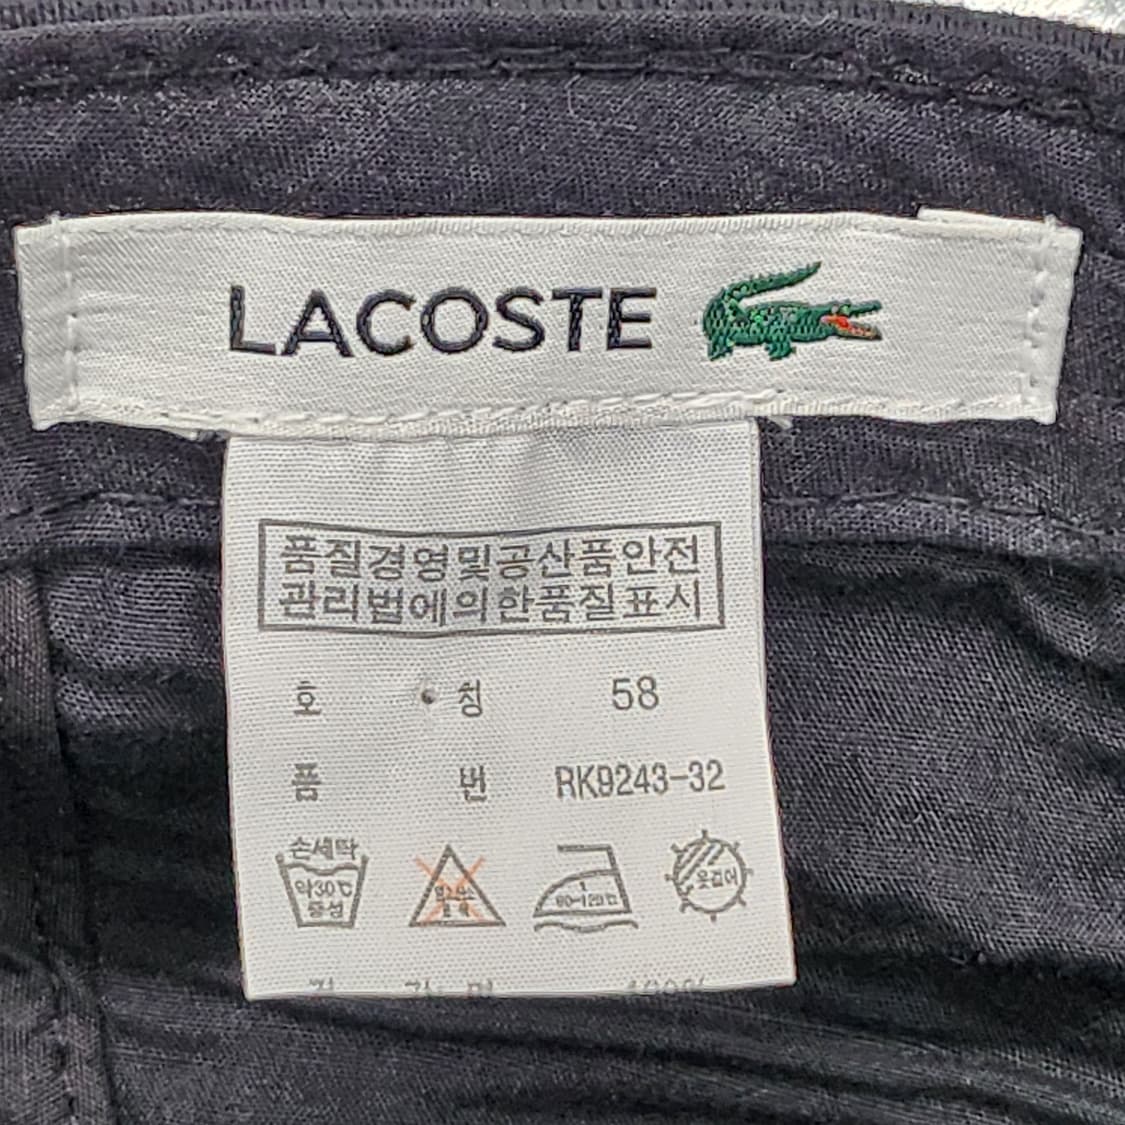 LACOSTE
품질경영및공산품안전
관리법에의한품질표시
호 칭 58
품 번 RK9243-32
손세탁
약30℃
중성
80-120℃
옷걸이